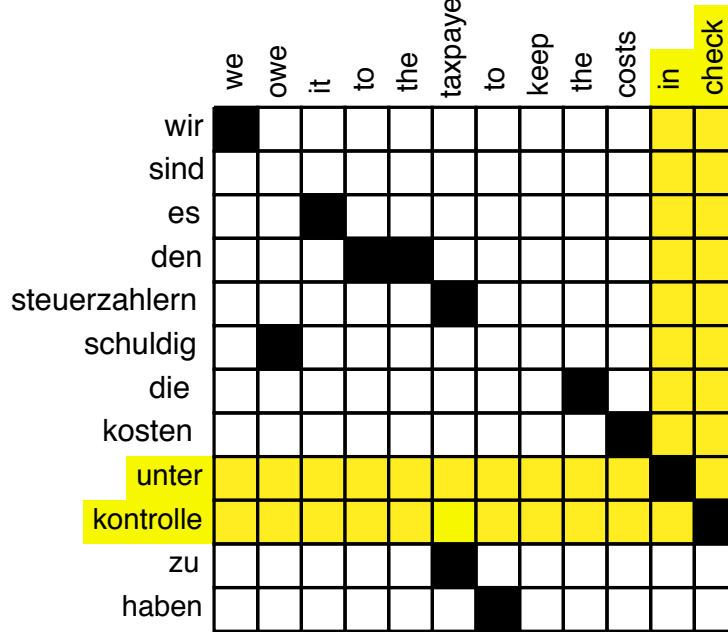 we owe it to the taxpaye to keep the costs in check
wir
sind
es
den
steuerzahlern
schuldig
die
kosten
unter
kontrolle
zu
haben